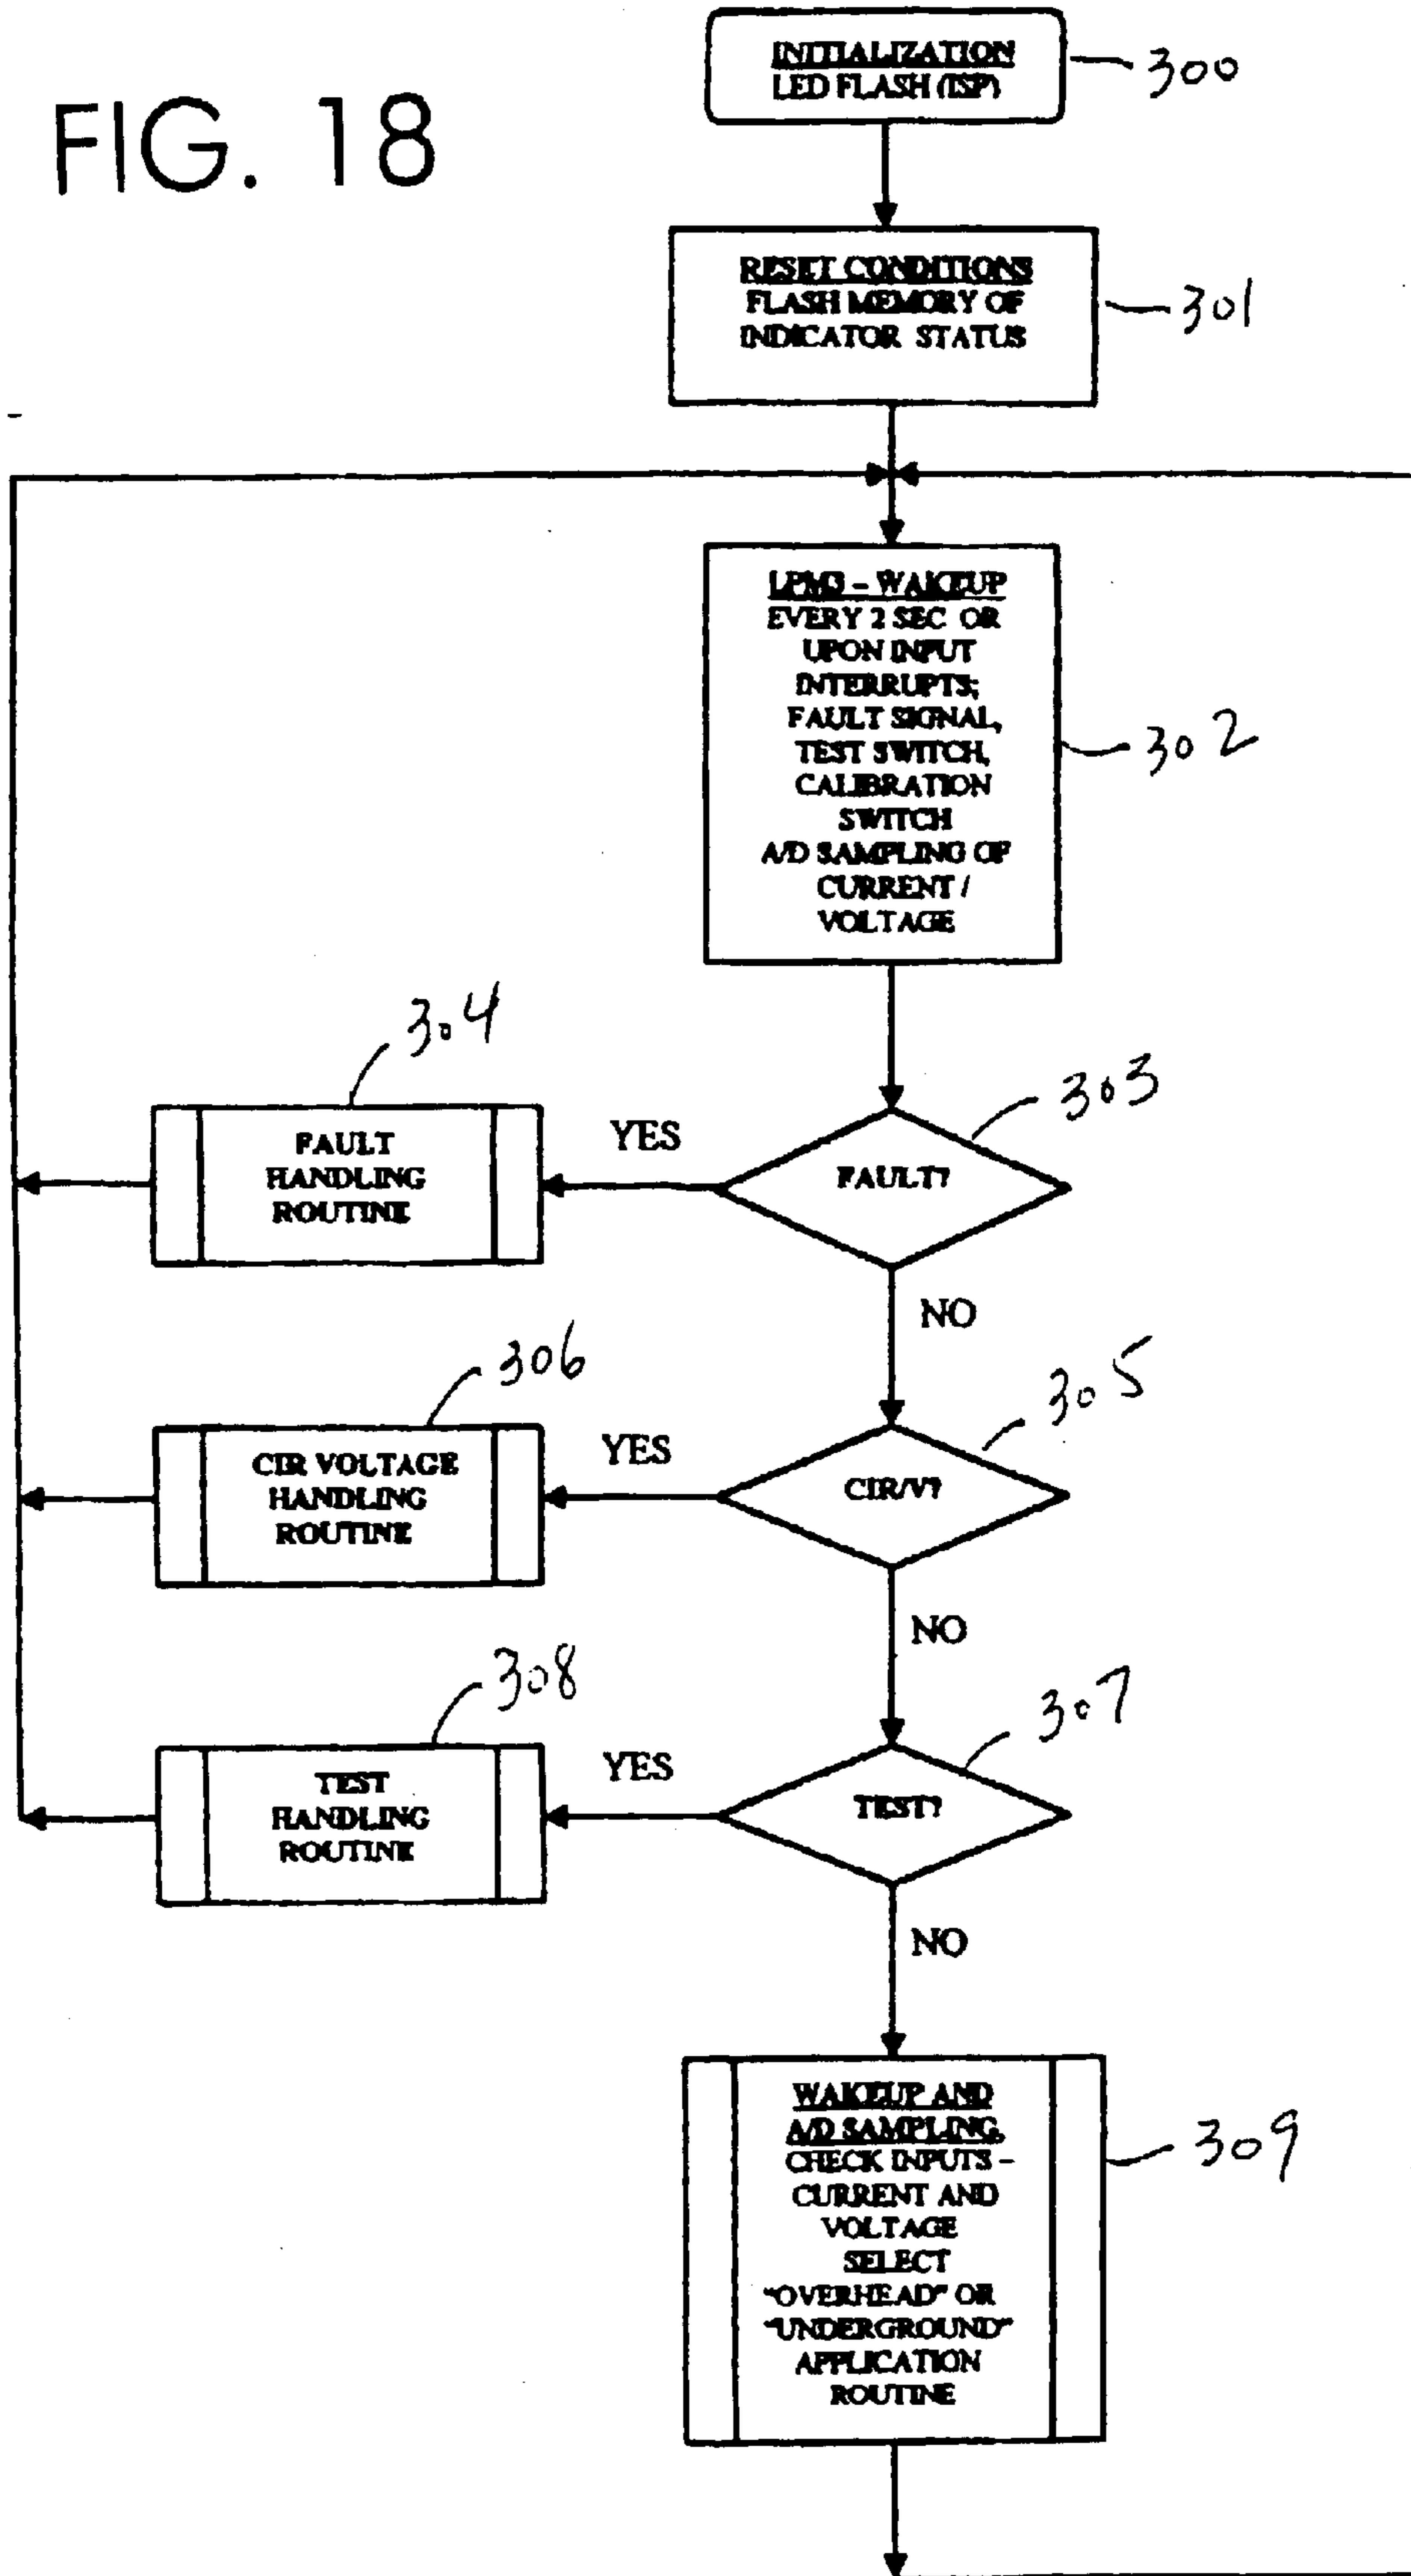 FIG. 18
INITIALIZATION
LED FLASH (ISP)
300
RESET CONDITIONS
FLASH MEMORY OF
INDICATOR STATUS
301
LPM3 - WAKEUP
EVERY 2 SEC OR
UPON INPUT
INTERRUPTS;
FAULT SIGNAL,
TEST SWITCH,
CALIBRATION
SWITCH
A/D SAMPLING OF
CURRENT /
VOLTAGE
302
304
303
FAULT
HANDLING
ROUTINE
YES
FAULT?
NO
306
305
CIR VOLTAGE
HANDLING
ROUTINE
YES
CIR/V?
NO
308
307
TEST
HANDLING
ROUTINE
YES
TEST?
NO
WAKEUP AND
A/D SAMPLING,
CHECK INPUTS -
CURRENT AND
VOLTAGE
SELECT
"OVERHEAD" OR
"UNDERGROUND"
APPLICATION
ROUTINE
309